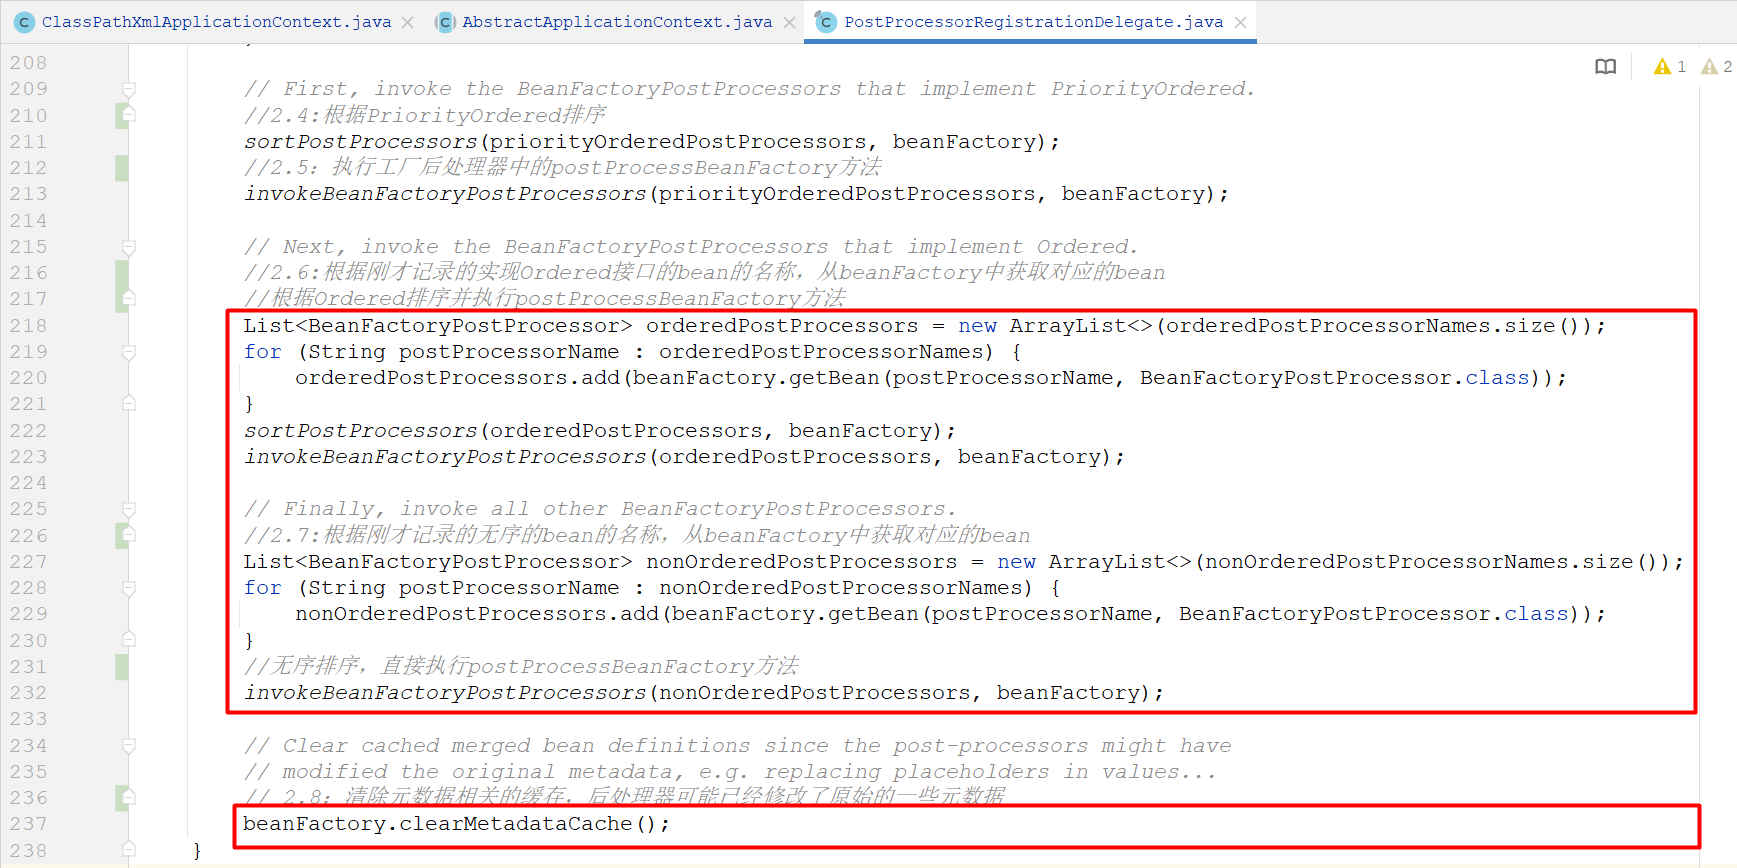 ClassPathXmlApplicationContext.java AbstractApplicationContext.java PostProcessorRegistrationDelegate.java
1 2
208
209 // First, invoke the BeanFactoryPostProcessors that implement PriorityOrdered.
210 //2.4:根据PriorityOrdered排序
211 sortPostProcessors(priorityOrderedPostProcessors, beanFactory);
212 //2.5: 执行工厂后处理器中的postProcessBeanFactory方法
213 invokeBeanFactoryPostProcessors(priorityOrderedPostProcessors, beanFactory);
214
215 // Next, invoke the BeanFactoryPostProcessors that implement Ordered.
216 //2.6:根据刚才记录的实现Ordered接口的bean的名称，从beanFactory中获取对应的bean
217 //根据Ordered排序并执行postProcessBeanFactory方法
218 List<BeanFactoryPostProcessor> orderedPostProcessors = new ArrayList<>(orderedPostProcessorNames.size());
219 for (String postProcessorName : orderedPostProcessorNames) {
220 orderedPostProcessors.add(beanFactory.getBean(postProcessorName, BeanFactoryPostProcessor.class));
221 }
222 sortPostProcessors(orderedPostProcessors, beanFactory);
223 invokeBeanFactoryPostProcessors(orderedPostProcessors, beanFactory);
224
225 // Finally, invoke all other BeanFactoryPostProcessors.
226 //2.7:根据刚才记录的无序的bean的名称，从beanFactory中获取对应的bean
227 List<BeanFactoryPostProcessor> nonOrderedPostProcessors = new ArrayList<>(nonOrderedPostProcessorNames.size());
228 for (String postProcessorName : nonOrderedPostProcessorNames) {
229 nonOrderedPostProcessors.add(beanFactory.getBean(postProcessorName, BeanFactoryPostProcessor.class));
230 }
231 //无序排序，直接执行postProcessBeanFactory方法
232 invokeBeanFactoryPostProcessors(nonOrderedPostProcessors, beanFactory);
233
234 // Clear cached merged bean definitions since the post-processors might have
235 // modified the original metadata, e.g. replacing placeholders in values...
236 // 2.8: 清除元数据相关的缓存，后处理器可能已经修改了原始的一些元数据
237 beanFactory.clearMetadataCache();
238 }